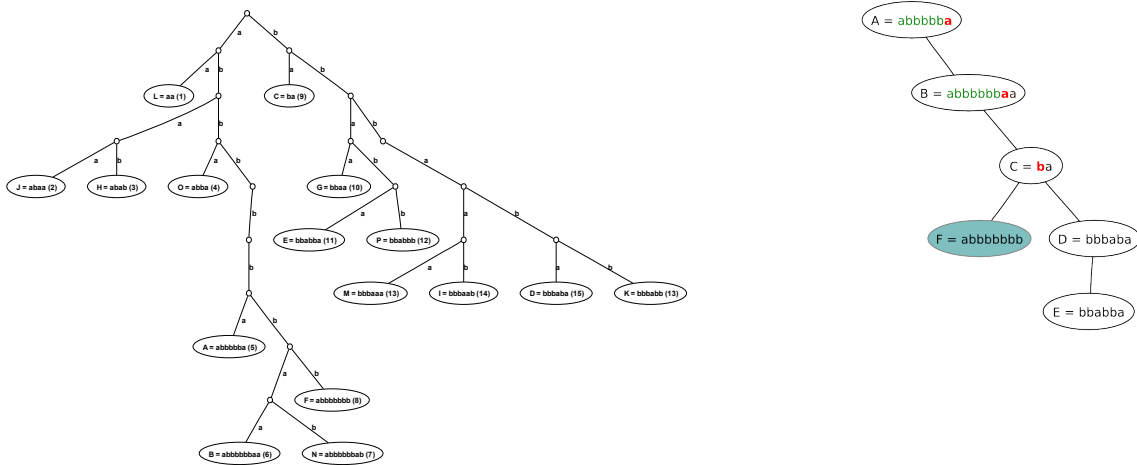 A = abbbbba
a
b
a
b
a
b
B = abbbbbbaa
L = aa (1)
C = ba (9)
a
b
a
b
a
b
a
b
a
C = ba
J = abaa (2)
H = abab (3)
O = abba (4)
G = bbaa (10)
b
a
b
a
b
E = bbabba (11)
P = bbabbb (12)
F = abbbbbbb
D = bbbaba
b
a
b
a
b
M = bbbaaa (13)
I = bbbaab (14)
D = bbbaba (15)
K = bbbabb (13)
E = bbabba
a
b
A = abbbbba (5)
a
b
F = abbbbbbb (8)
a
b
B = abbbbbbaa (6)
N = abbbbbbab (7)